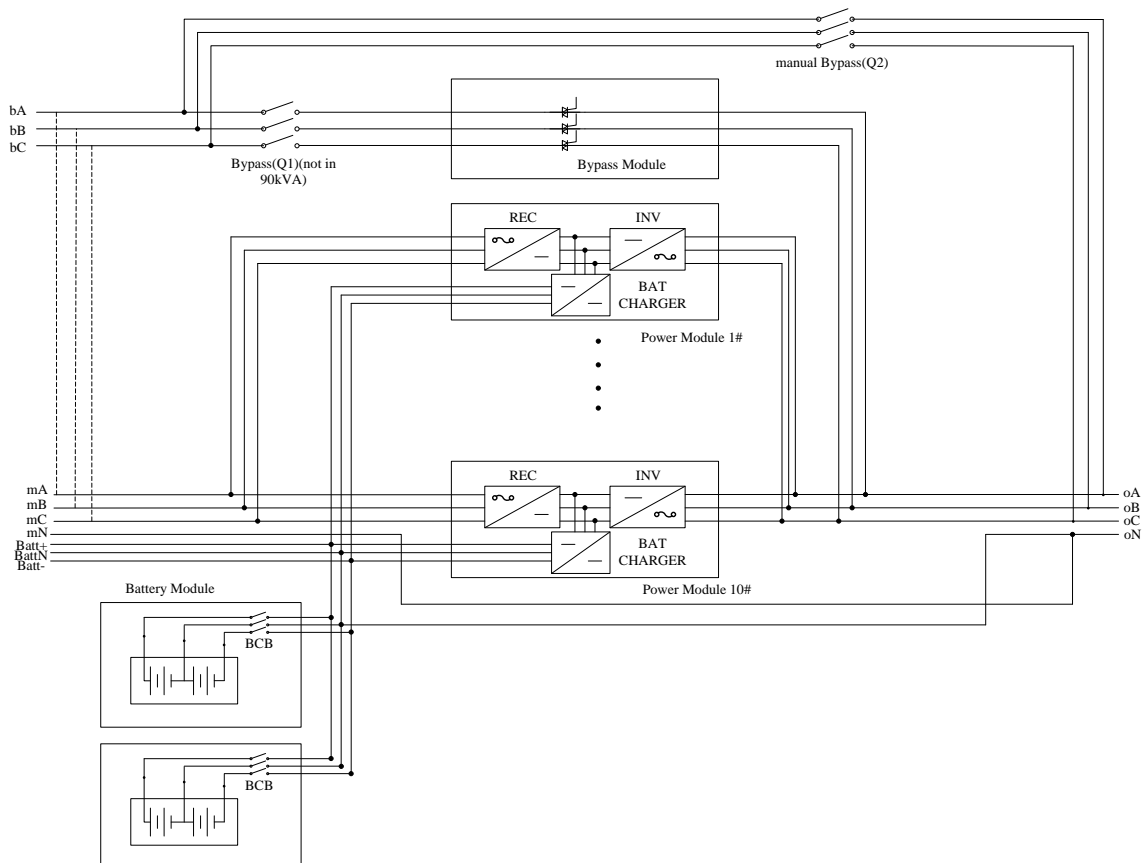 manual Bypass(Q2)
bA
bB
bC
Bypass(Q1)(not in
90kVA)
Bypass Module
REC
INV
BAT
CHARGER
Power Module 1#
REC
INV
BAT
CHARGER
Power Module 10#
mA
mB
mC
mN
Batt+
BattN
Batt-
oA
oB
oC
oN
Battery Module
BCB
BCB